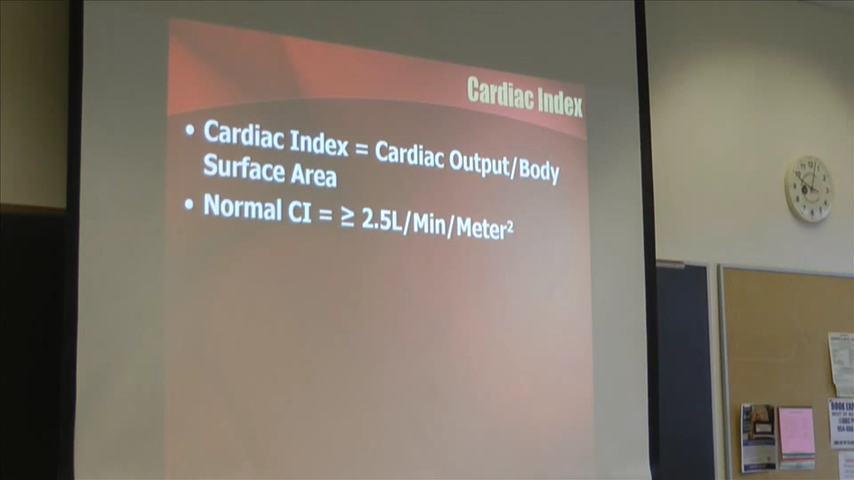 Cardiac Index
• Cardiac Index = Cardiac Output/Body
Surface Area
• Normal CI = ≥ 2.5L/Min/Meter²